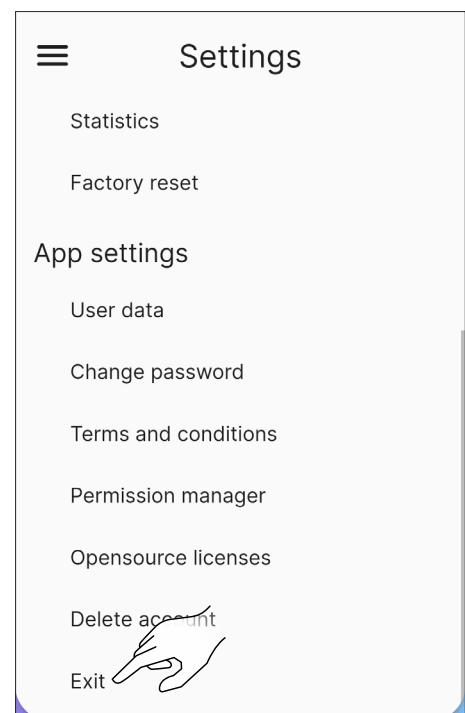 Settings
Statistics
Factory reset
App settings
User data
Change password
Terms and conditions
Permission manager
Opensource licenses
Delete account
Exit